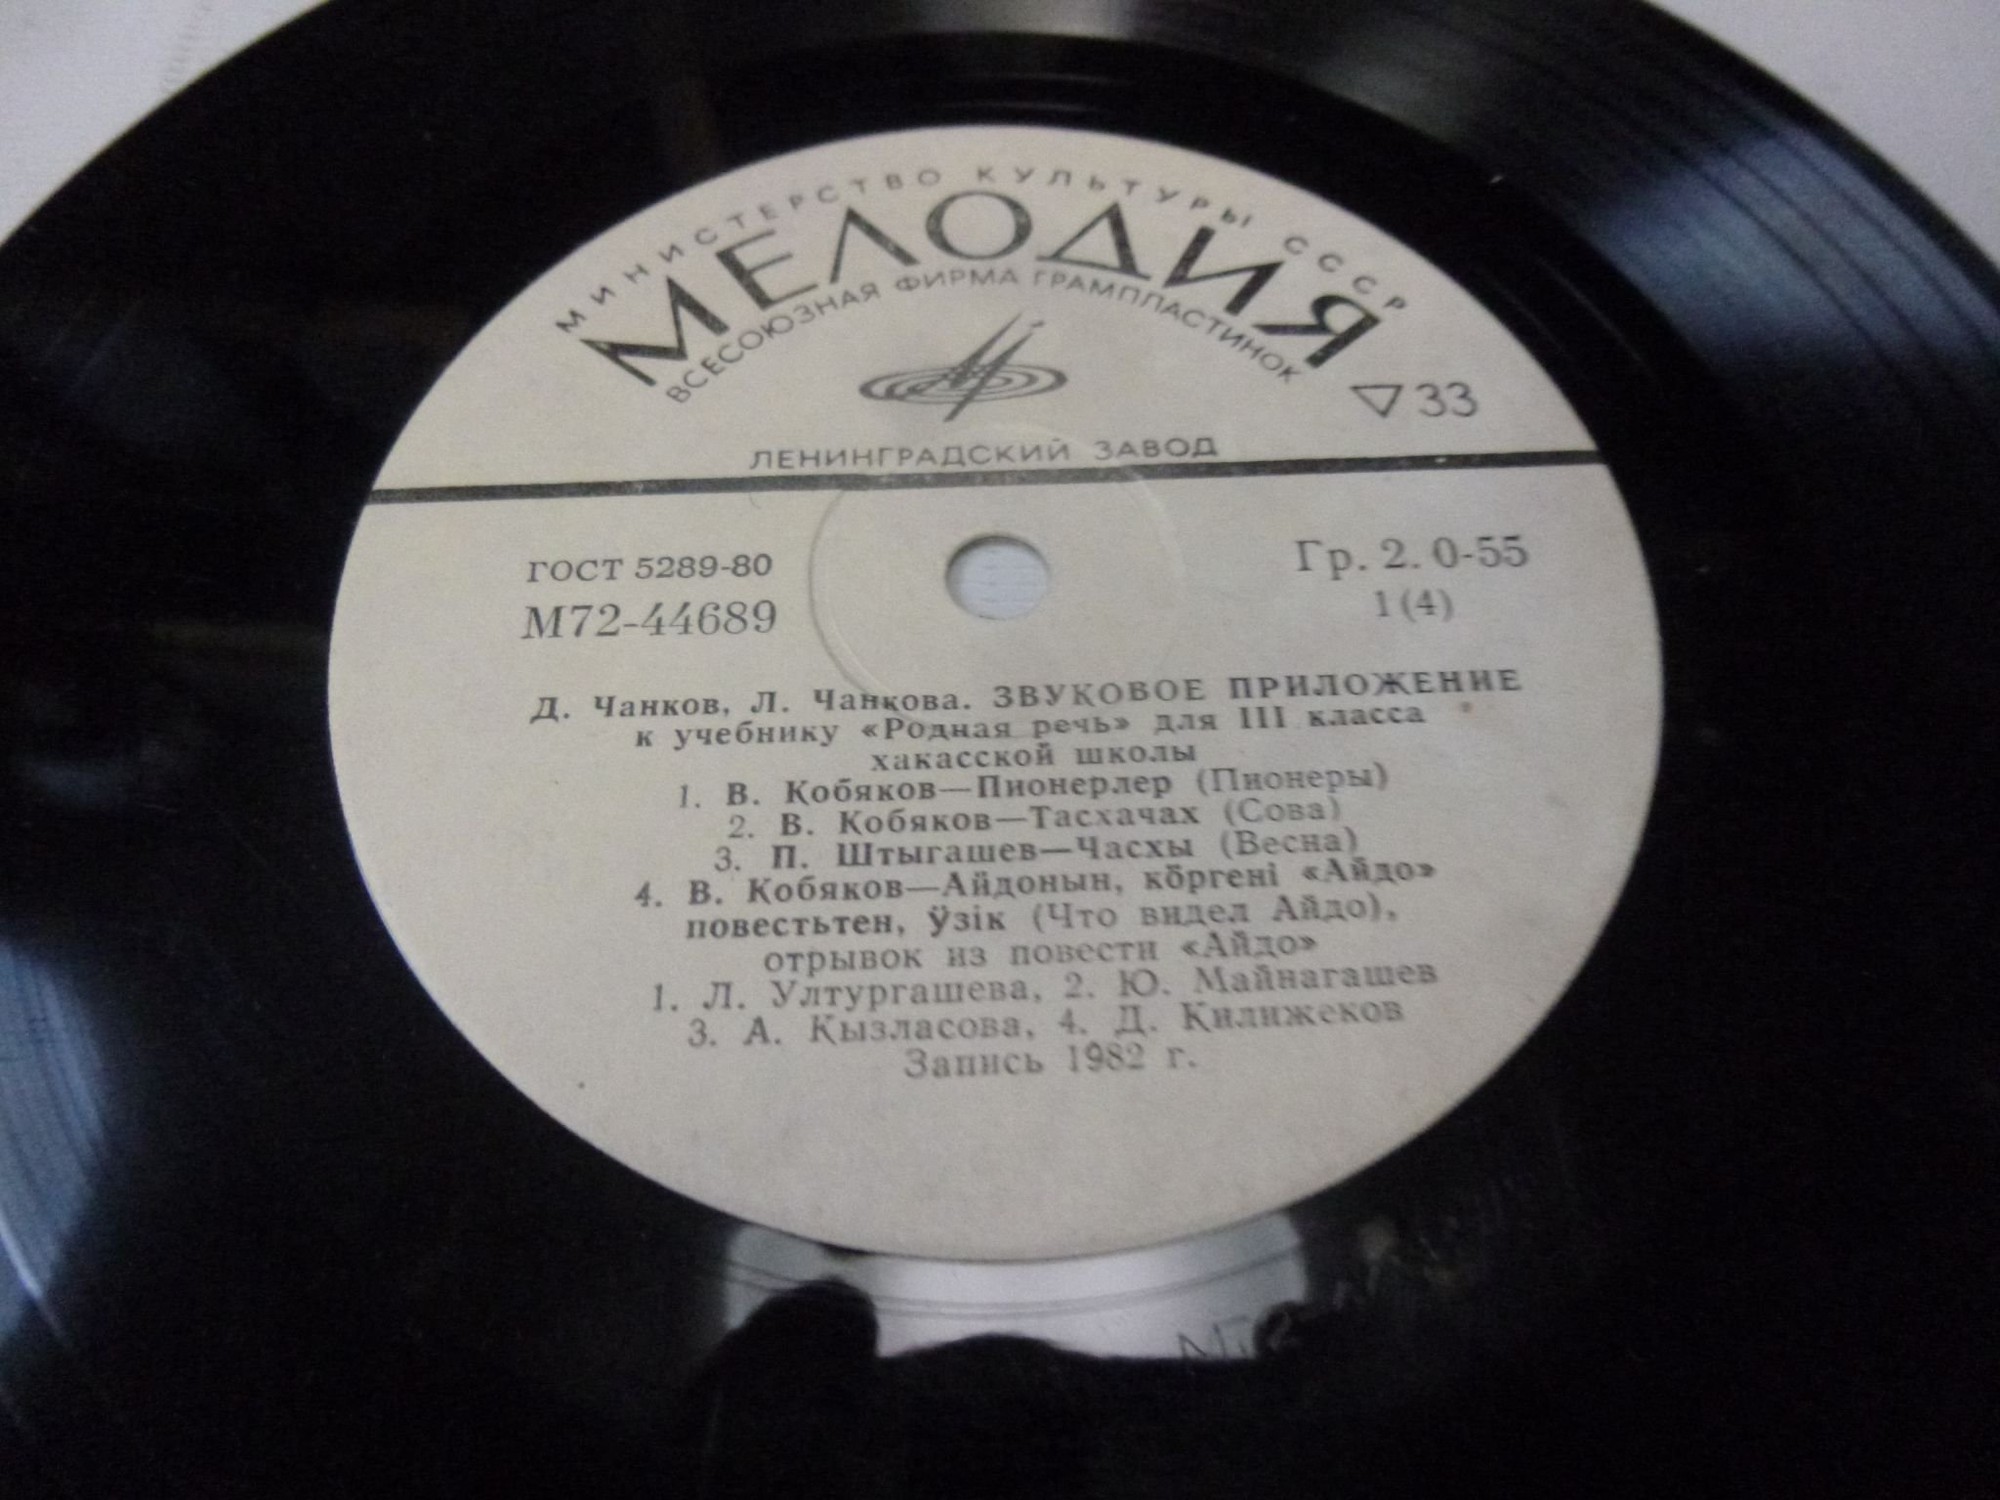 МИНИСТЕРСТВО КУЛЬТУРЫ СССР
МЕЛОДИЯ
ВСЕСОЮЗНАЯ ФИРМА ГРАМПЛАСТИНОК
33
ЛЕНИНГРАДСКИЙ ЗАВОД
ГОСТ 5289-80
Гр. 2. 0-55
М72-44689
1(4)
Д. Чанков, Л. Чанкова. ЗВУКОВОЕ ПРИЛОЖЕНИЕ
к учебнику «Родная речь» для III класса
хакасской школы
1. В. Кобяков—Пионерлер (Пионеры)
2. В. Кобяков—Тасхачах (Сова)
3. П. Штыгашев—Часхы (Весна)
4. В. Кобяков—Айдонын, кӧргені «Айдо»
повестьтен, ӱзік (Что видел Айдо),
отрывок из повести «Айдо»
1. Л.Ултургашева, 2. Ю. Майнагашев
3. А. Кызласова, 4. Д. Килижеков
Запись 1982 г.